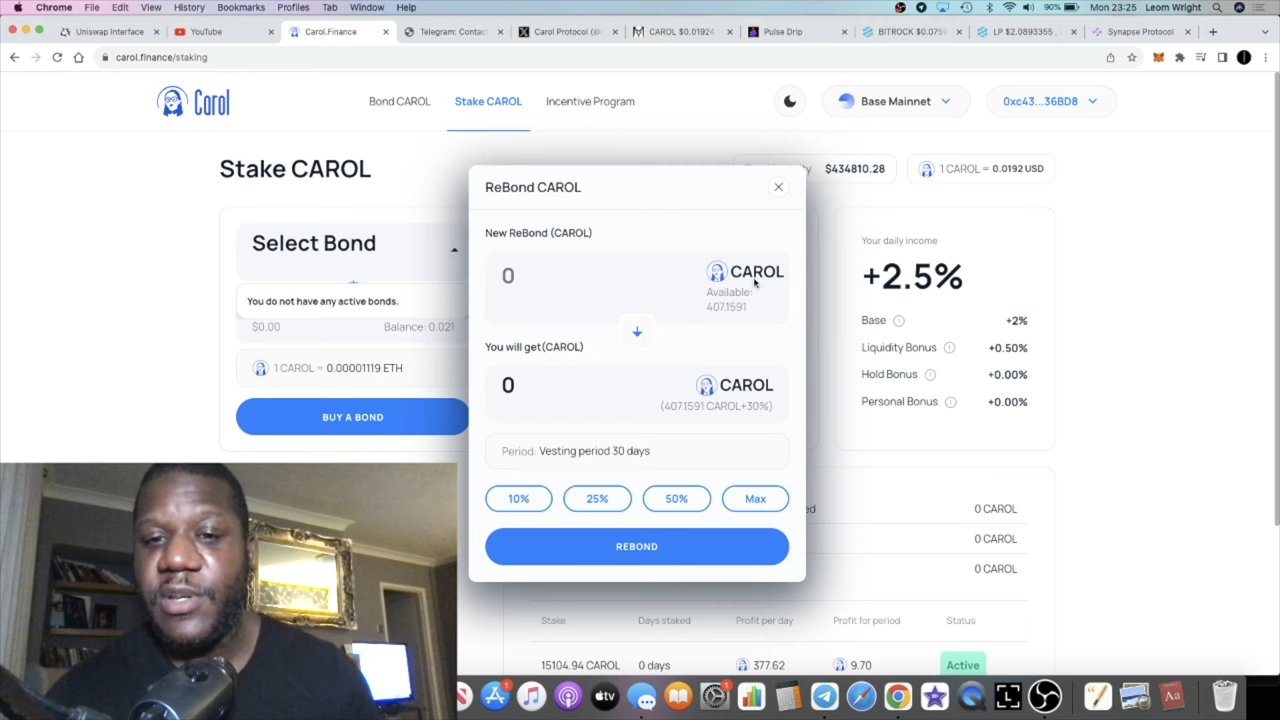 Chrome File Edit View History Bookmarks Profiles Tab Window Help 90% Mon 23:25 Leom Wright
Uniswap Interface YouTube Carol.Finance Telegram: Contac Carol Protocol (@ CAROL $0.01924 Pulse Drip BITROCK $0.075 LP $2.0893355 , Synapse Protocol
carol.finance/staking
Carol Bond CAROL Stake CAROL Incentive Program Base Mainnet 0xc43...36BD8
Stake CAROL $434810.28 1 CAROL = 0.0192 USD
ReBond CAROL
Select Bond
You do not have any active bonds.
$0.00 Balance: 0.021
1 CAROL = 0.00001119 ETH
BUY A BOND
New ReBond (CAROL)
0 CAROL
Available:
407.1591
You will get(CAROL)
0 CAROL
(407.1591 CAROL+30%)
Period: Vesting period 30 days
10% 25% 50% Max
REBOND
Your daily income
+2.5%
Base +2%
Liquidity Bonus +0.50%
Hold Bonus +0.00%
Personal Bonus +0.00%
0 CAROL
0 CAROL
0 CAROL
Stake Days staked Profit per day Profit for period Status
15104.94 CAROL 0 days 377.62 9.70 Active
tv
Aa